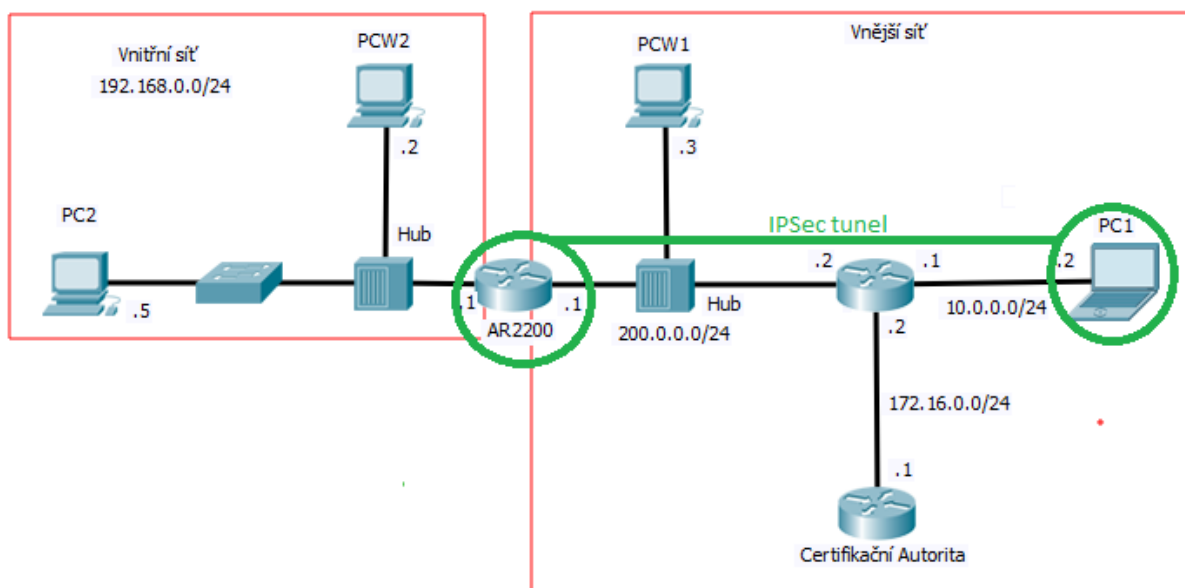 Vnitřní síť
192.168.0.0/24
PCW2
.2
PC2
.5
Hub
.1
AR2200
.1
Vnější síť
PCW1
.3
IPSec tunel
Hub
200.0.0.0/24
.2
.1
.2
PC1
.2
10.0.0.0/24
172.16.0.0/24
.1
Certifikační Autorita